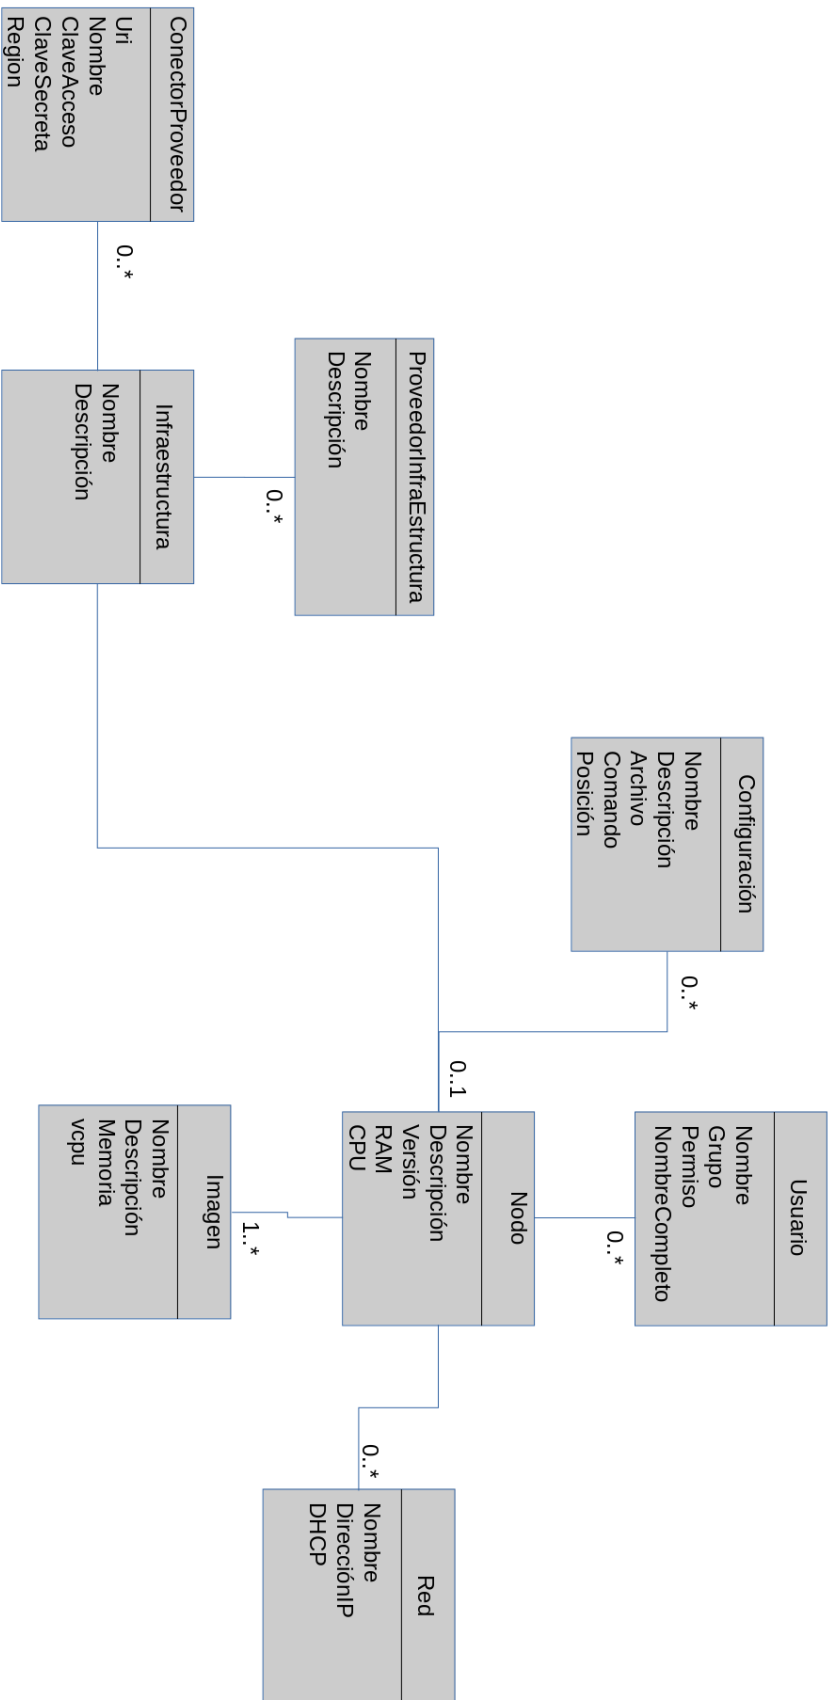 ConectorProveedor
Uri
Nombre
ClaveAcceso
ClaveSecreta
Region
0..*
ProveedorInfraEstructura
Nombre
Descripción
0..*
Infraestructura
Nombre
Descripción
Configuración
Nombre
Descripción
Archivo
Comando
Posición
0..*
0..1
Usuario
Nombre
Grupo
Permiso
NombreCompleto
0..*
Nodo
Nombre
Descripción
Versión
RAM
CPU
Imagen
Nombre
Descripción
Memoria
vcpu
1..*
0..*
Red
Nombre
DirecciónIP
DHCP